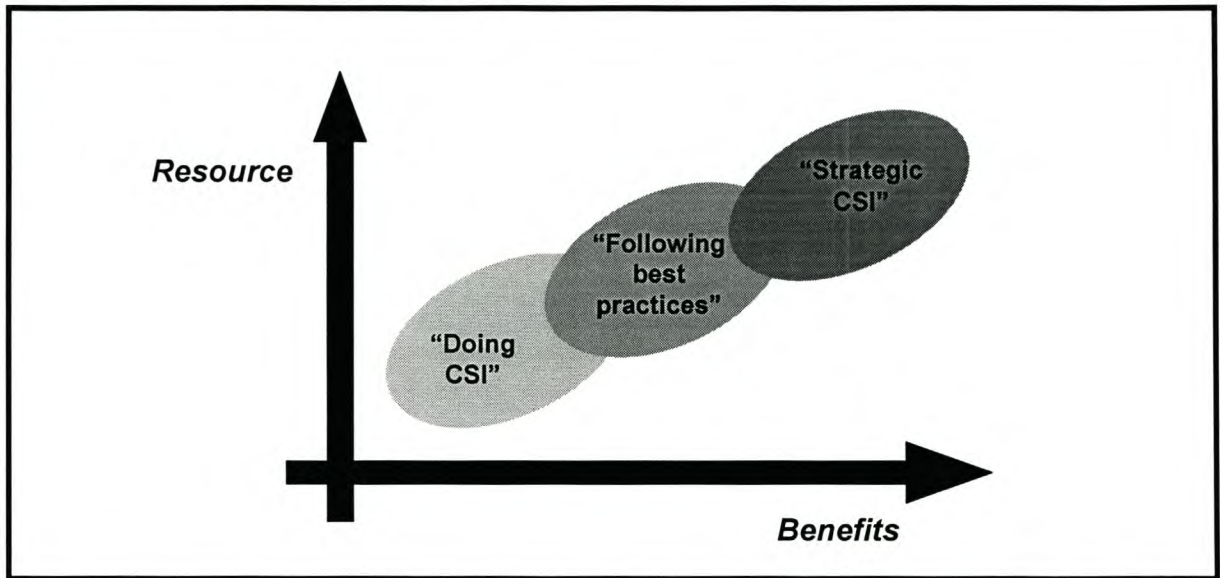 Resource
“Strategic
CSI”
“Following
best
practices”
“Doing
CSI”
Benefits